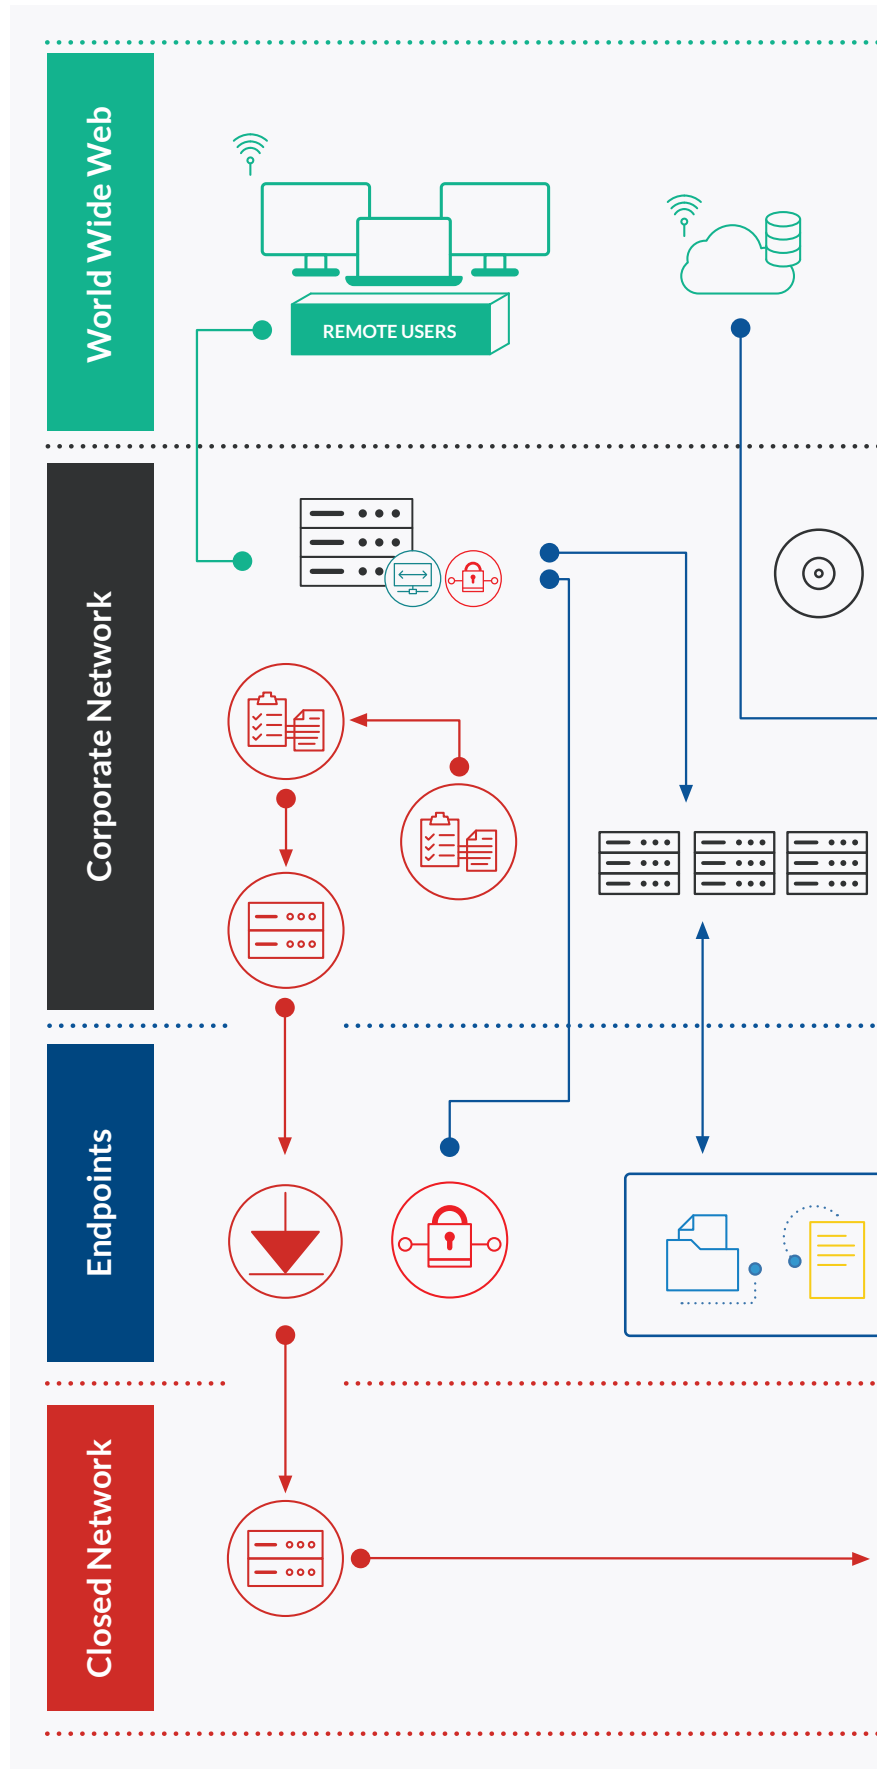 World Wide Web
REMOTE USERS
Corporate Network
Endpoints
Closed Network